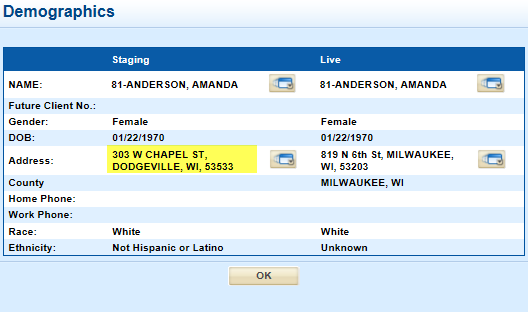 Demographics
Staging Live
NAME: 81-ANDERSON, AMANDA 81-ANDERSON, AMANDA
Future Client No.:
Gender: Female Female
DOB: 01/22/1970 01/22/1970
Address: 303 W CHAPEL ST, 819 N 6th St, MILWAUKEE,
DODGEVILLE, WI, 53533 WI, 53203
County MILWAUKEE, WI
Home Phone:
Work Phone:
Race: White White
Ethnicity: Not Hispanic or Latino Unknown
OK